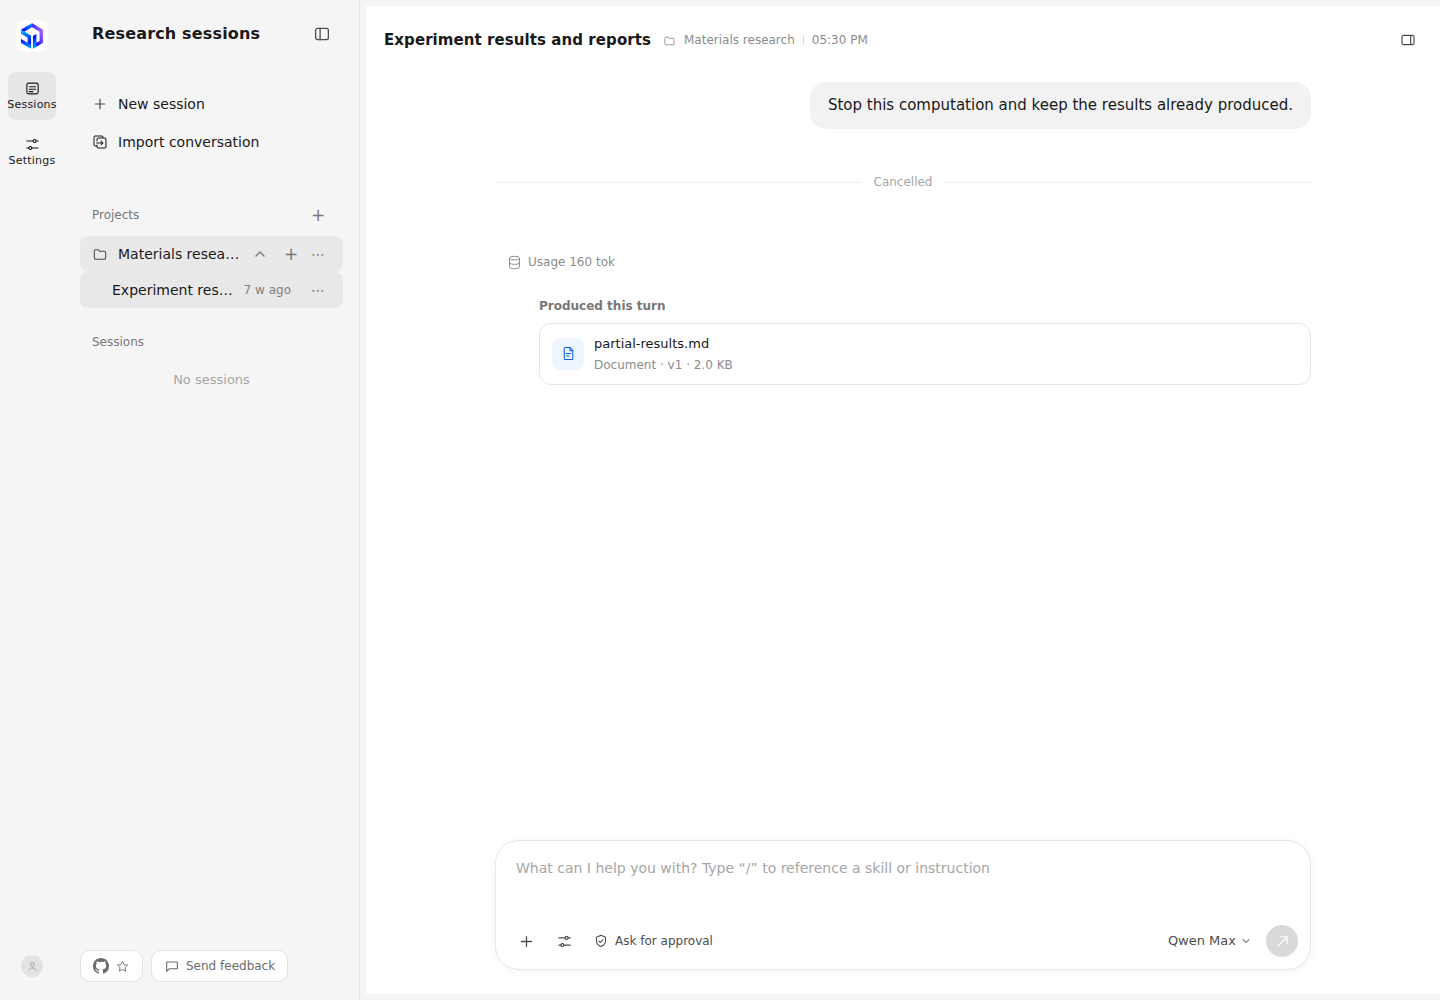 Research sessions
Sessions
Settings
New session
Import conversation
Projects
Materials resea...
Experiment res... 7 w ago
Sessions
No sessions
Send feedback
Experiment results and reports Materials research 05:30 PM
Stop this computation and keep the results already produced.
Cancelled
Usage 160 tok
Produced this turn
partial-results.md
Document · v1 · 2.0 KB
What can I help you with? Type “/” to reference a skill or instruction
Ask for approval
Qwen Max